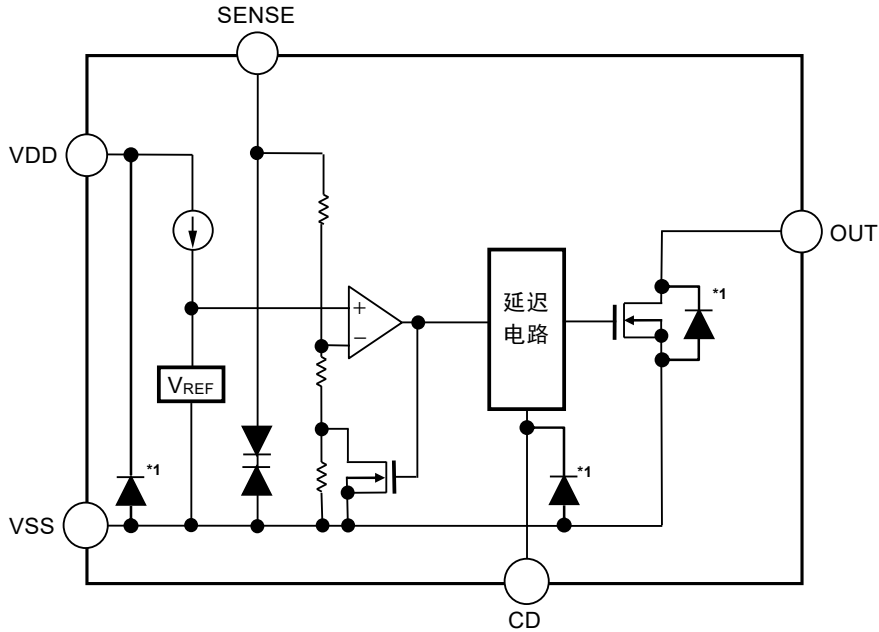 SENSE
VDD
OUT
*1
延迟
电路
+
−
VREF
*1
*1
VSS
CD